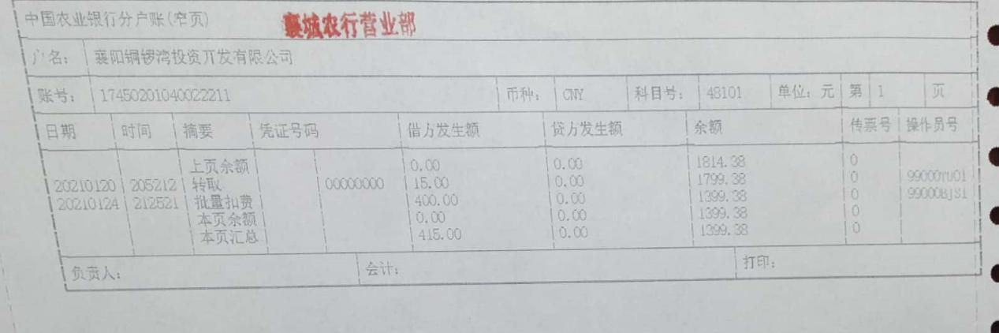 中国农业银行分户账(窄页) 襄城农行营业部
户名: 襄阳铜锣湾投资开发有限公司
账号: 17450201040022211 币种: CNY 科目号: 48101 单位: 元 第 1 页
日期 时间 摘要 凭证号码 借方发生额 贷方发生额 余额 传票号 操作员号
上页余额 0.00 0.00 1814.38 0
20210120 205212 转取 00000000 15.00 0.00 1799.38 0 99000YU01
20210124 212521 批量扣费 400.00 0.00 1399.38 0 99000BJS1
本页余额 0.00 0.00 1399.38 0
本页汇总 415.00 0.00 1399.38 0
负责人: 会计: 打印: